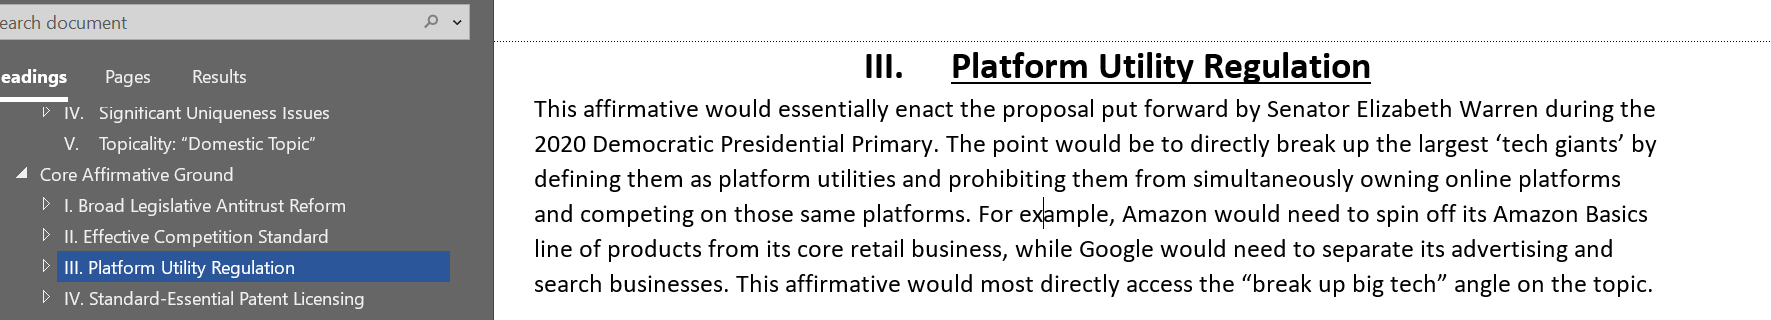 earch document
eadings Pages Results
IV. Significant Uniqueness Issues
V. Topicality: “Domestic Topic”
Core Affirmative Ground
I. Broad Legislative Antitrust Reform
II. Effective Competition Standard
III. Platform Utility Regulation
IV. Standard-Essential Patent Licensing
III. Platform Utility Regulation
This affirmative would essentially enact the proposal put forward by Senator Elizabeth Warren during the
2020 Democratic Presidential Primary. The point would be to directly break up the largest ‘tech giants’ by
defining them as platform utilities and prohibiting them from simultaneously owning online platforms
and competing on those same platforms. For example, Amazon would need to spin off its Amazon Basics
line of products from its core retail business, while Google would need to separate its advertising and
search businesses. This affirmative would most directly access the “break up big tech” angle on the topic.